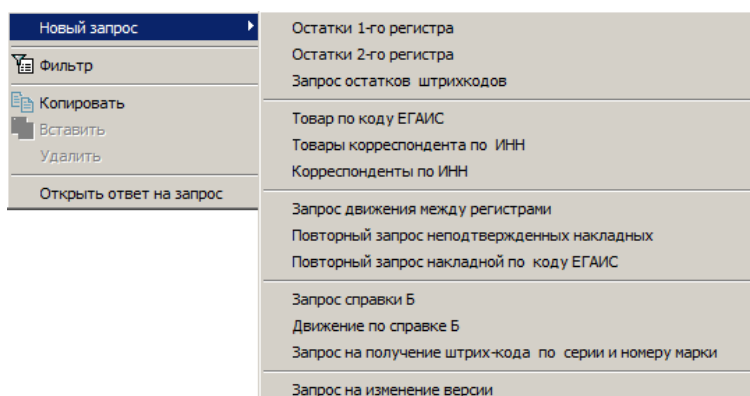 Новый запрос
Фильтр
Копировать
Вставить
Удалить
Открыть ответ на запрос
Остатки 1-го регистра
Остатки 2-го регистра
Запрос остатков штрихкодов
Товар по коду ЕГАИС
Товары корреспондента по ИНН
Корреспонденты по ИНН
Запрос движения между регистрами
Повторный запрос неподтвержденных накладных
Повторный запрос накладной по коду ЕГАИС
Запрос справки Б
Движение по справке Б
Запрос на получение штрих-кода по серии и номеру марки
Запрос на изменение версии